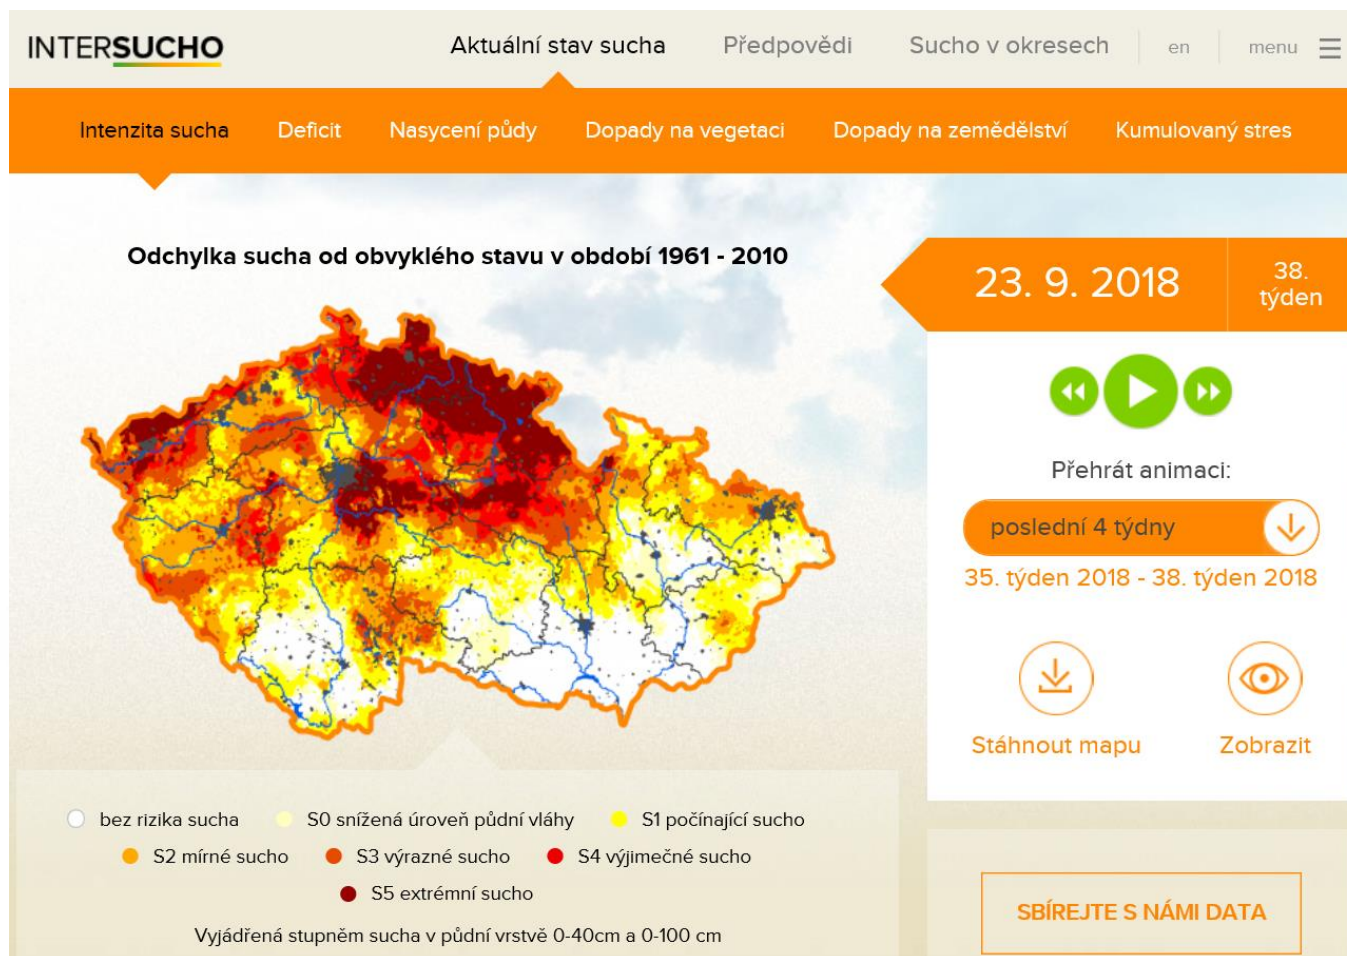 INTERSUCHO
Aktuální stav sucha
Předpovědi
Sucho v okresech
en
menu
Intenzita sucha
Deficit
Nasycení půdy
Dopady na vegetaci
Dopady na zemědělství
Kumulovaný stres
Odchylka sucha od obvyklého stavu v období 1961 - 2010
23. 9. 2018
38.
týden
Přehrát animaci:
poslední 4 týdny
35. týden 2018 - 38. týden 2018
Stáhnout mapu
Zobrazit
bez rizika sucha
S0 snížená úroveň půdní vláhy
S1 počínající sucho
S2 mírné sucho
S3 výrazné sucho
S4 výjimečné sucho
S5 extrémní sucho
Vyjádřená stupněm sucha v půdní vrstvě 0-40cm a 0-100 cm
SBÍREJTE S NÁMI DATA